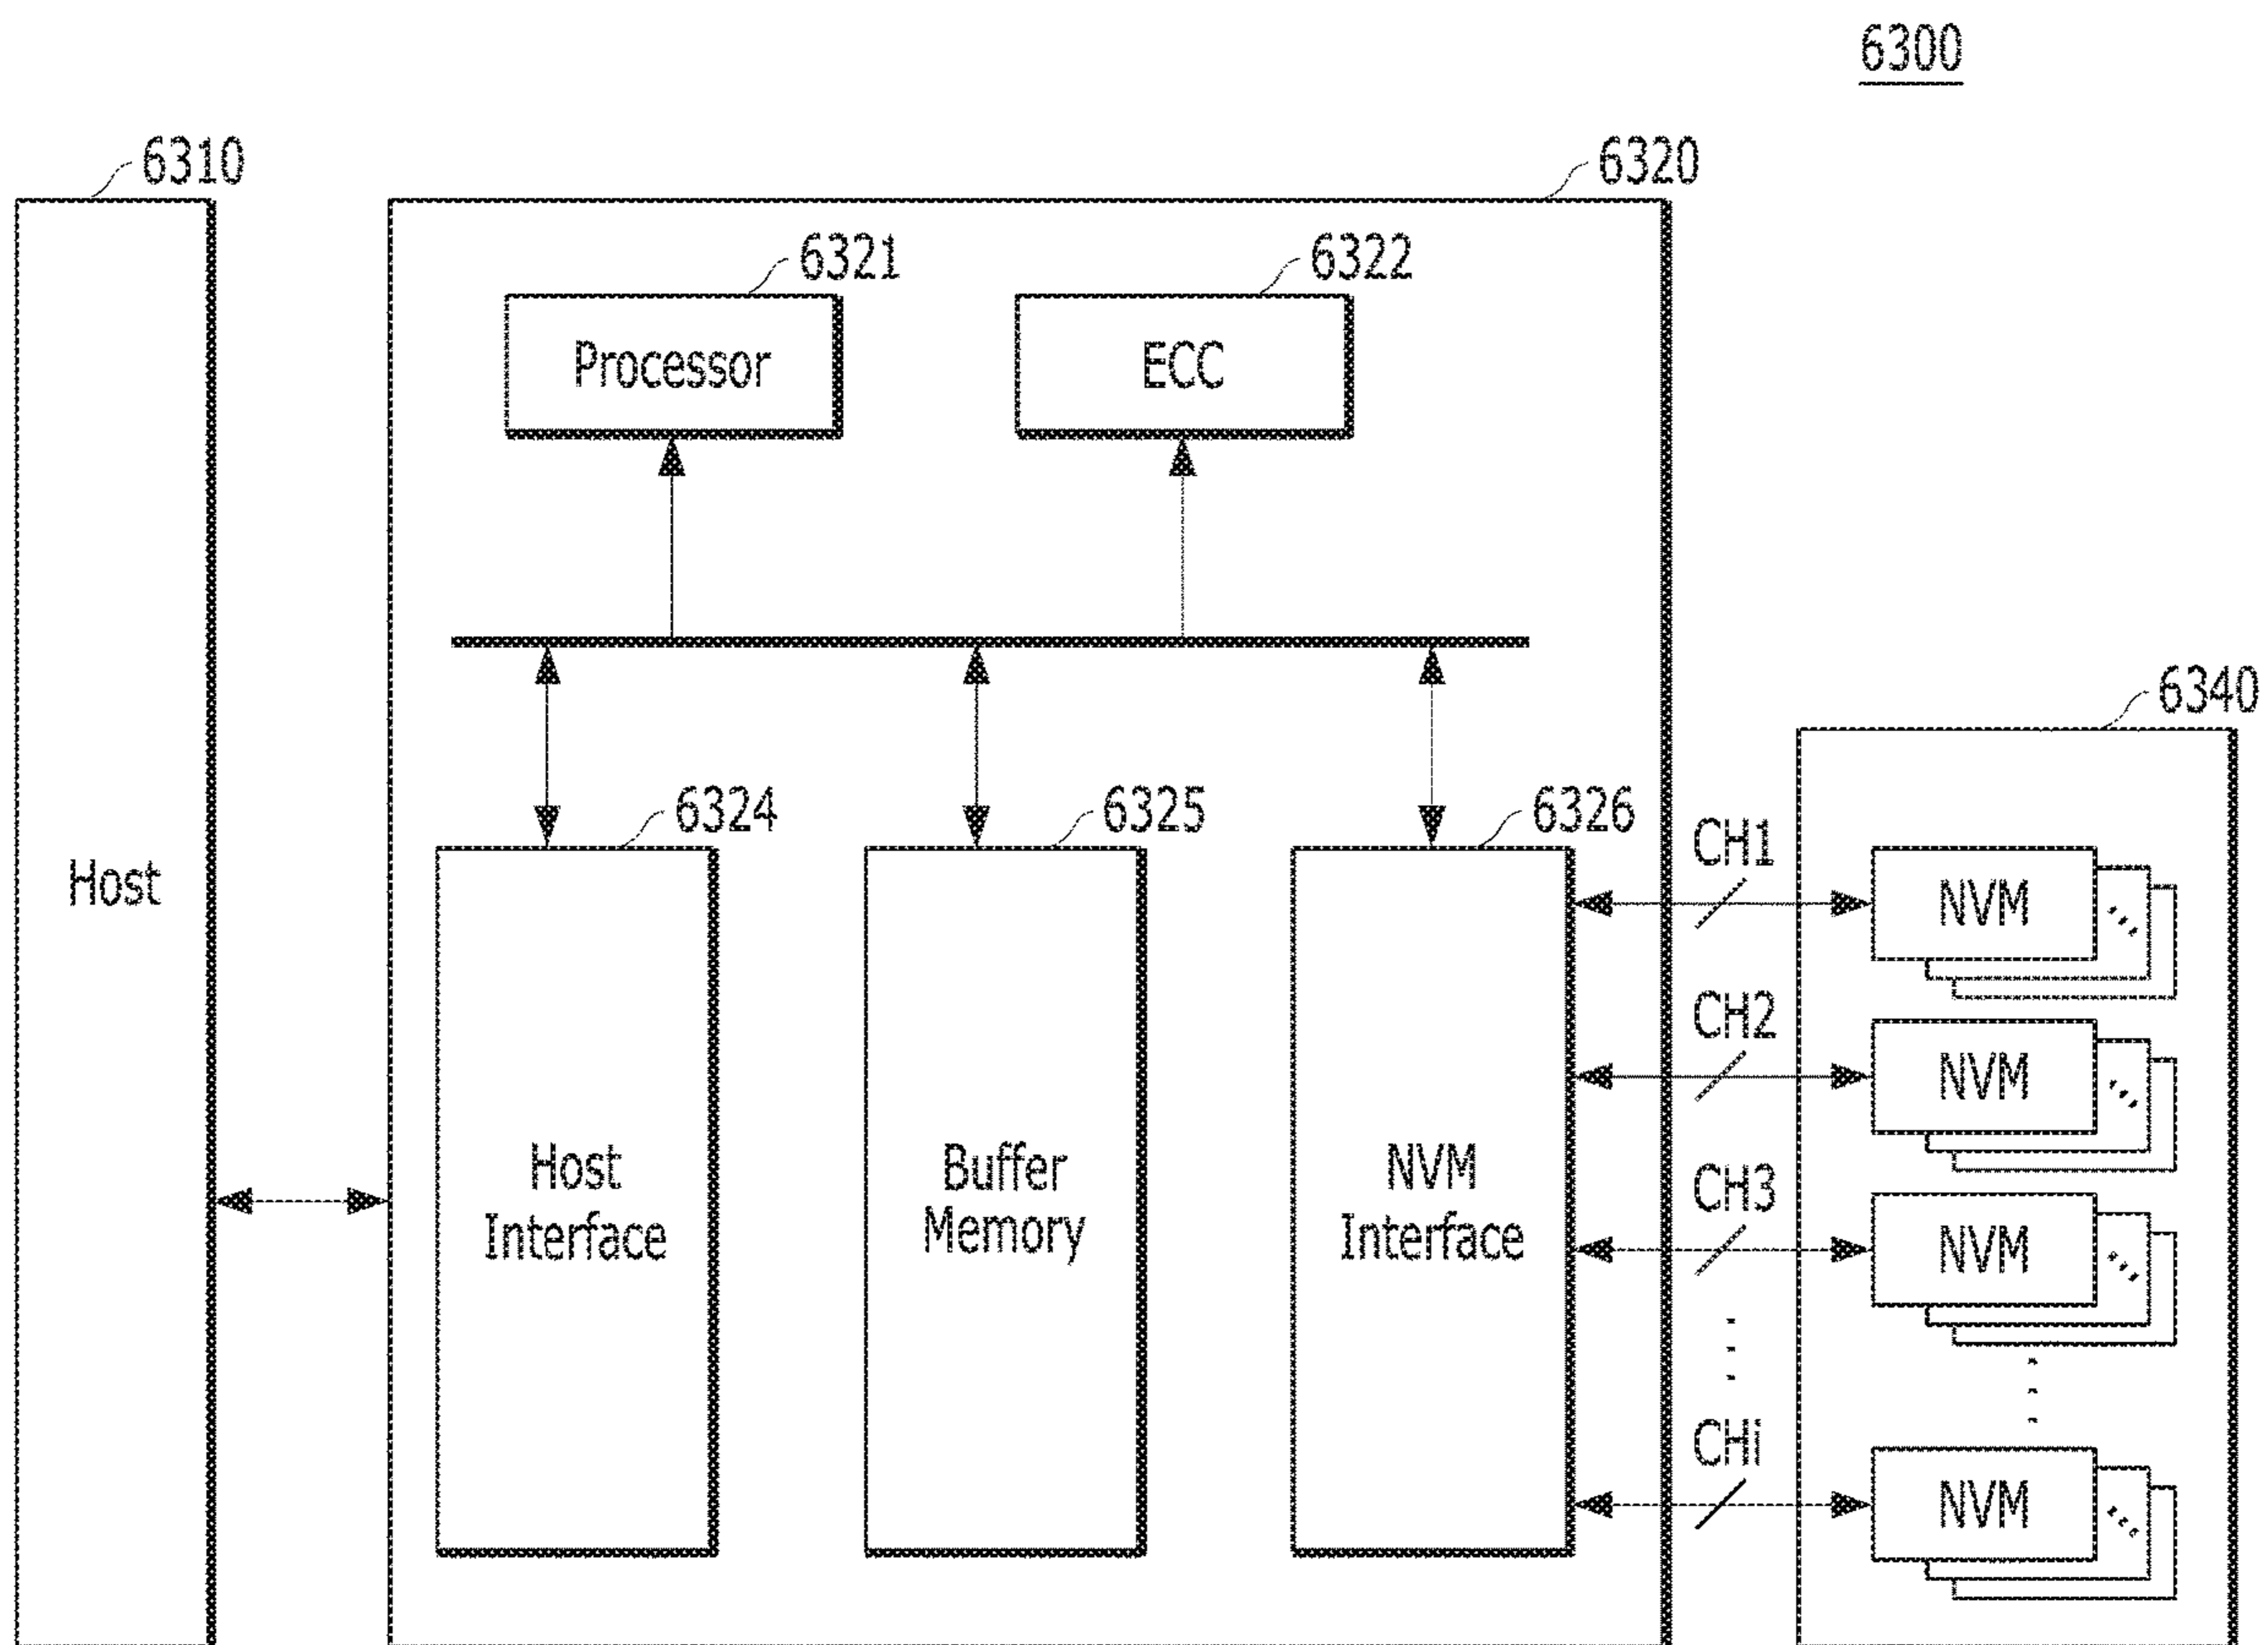 6300
6310
6320
6321
6322
Processor
ECC
6340
6324
6325
6326
CH1
Host
NVM
CH2
NVM
Host
Interface
Buffer
Memory
NVM
Interface
CH3
NVM
CHi
NVM